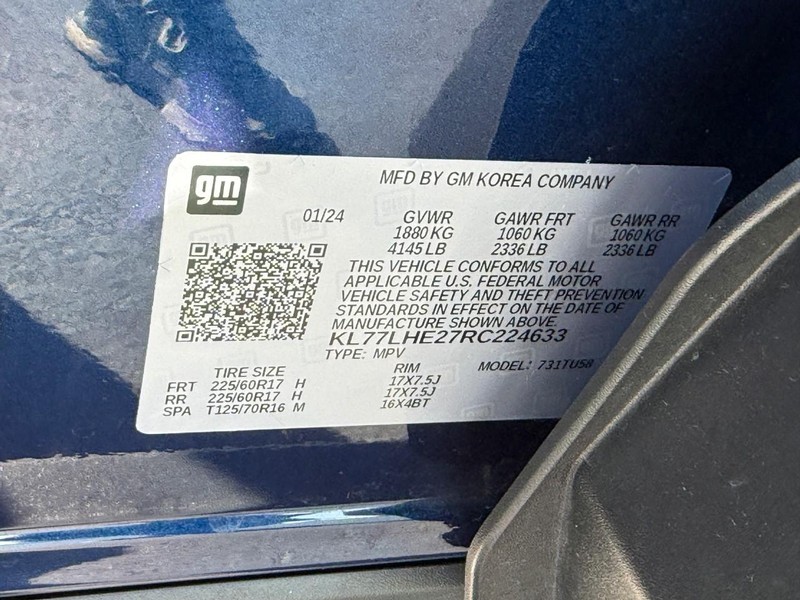 gm
MFD BY GM KOREA COMPANY
01/24 GVWR GAWR FRT GAWR RR
1880 KG 1060 KG 1060 KG
4145 LB 2336 LB 2336 LB
THIS VEHICLE CONFORMS TO ALL
APPLICABLE U.S. FEDERAL MOTOR
VEHICLE SAFETY AND THEFT PREVENTION
STANDARDS IN EFFECT ON THE DATE OF
MANUFACTURE SHOWN ABOVE.
KL77LHE27RC224633
TYPE: MPV
TIRE SIZE RIM MODEL: 731TU58
FRT 225/60R17 H 17X7.5J
RR 225/60R17 H 17X7.5J
SPA T125/70R16 M 16X4BT